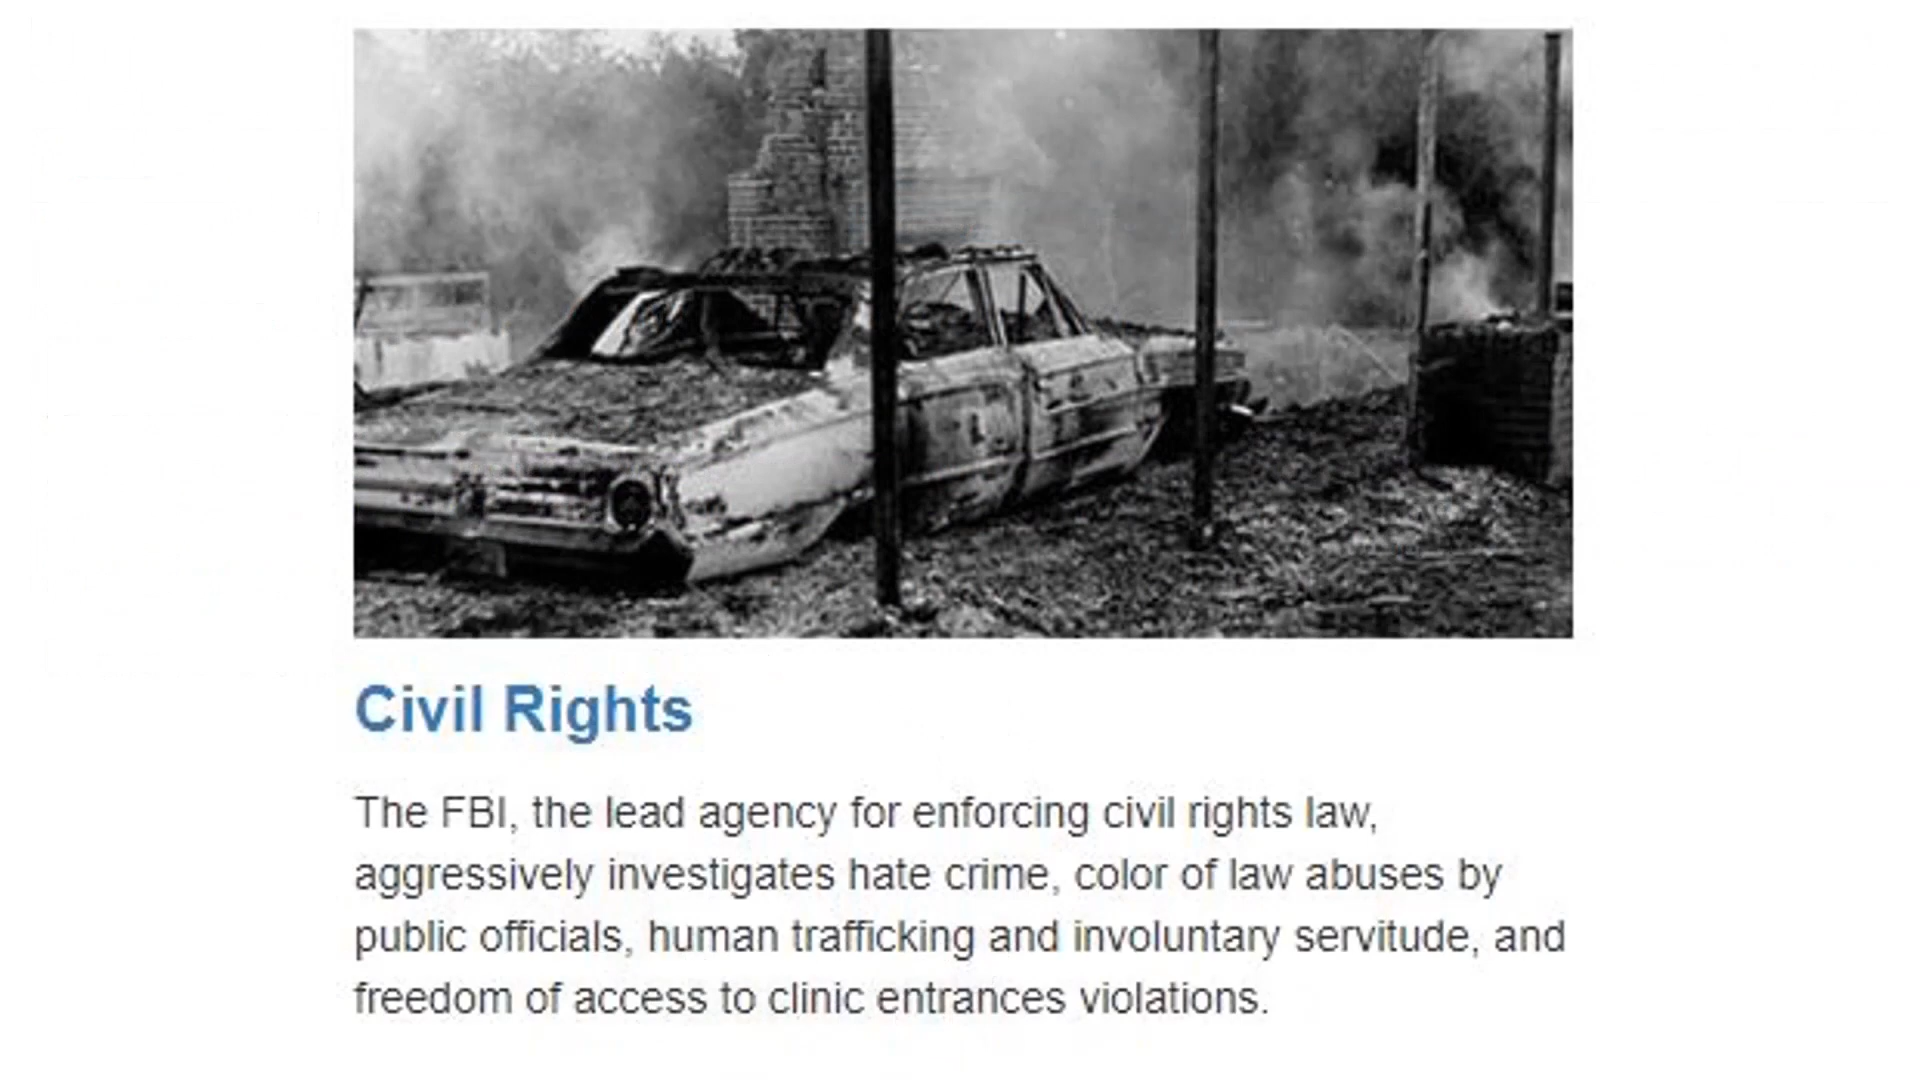 Civil Rights
The FBI, the lead agency for enforcing civil rights law,
aggressively investigates hate crime, color of law abuses by
public officials, human trafficking and involuntary servitude, and
freedom of access to clinic entrances violations.